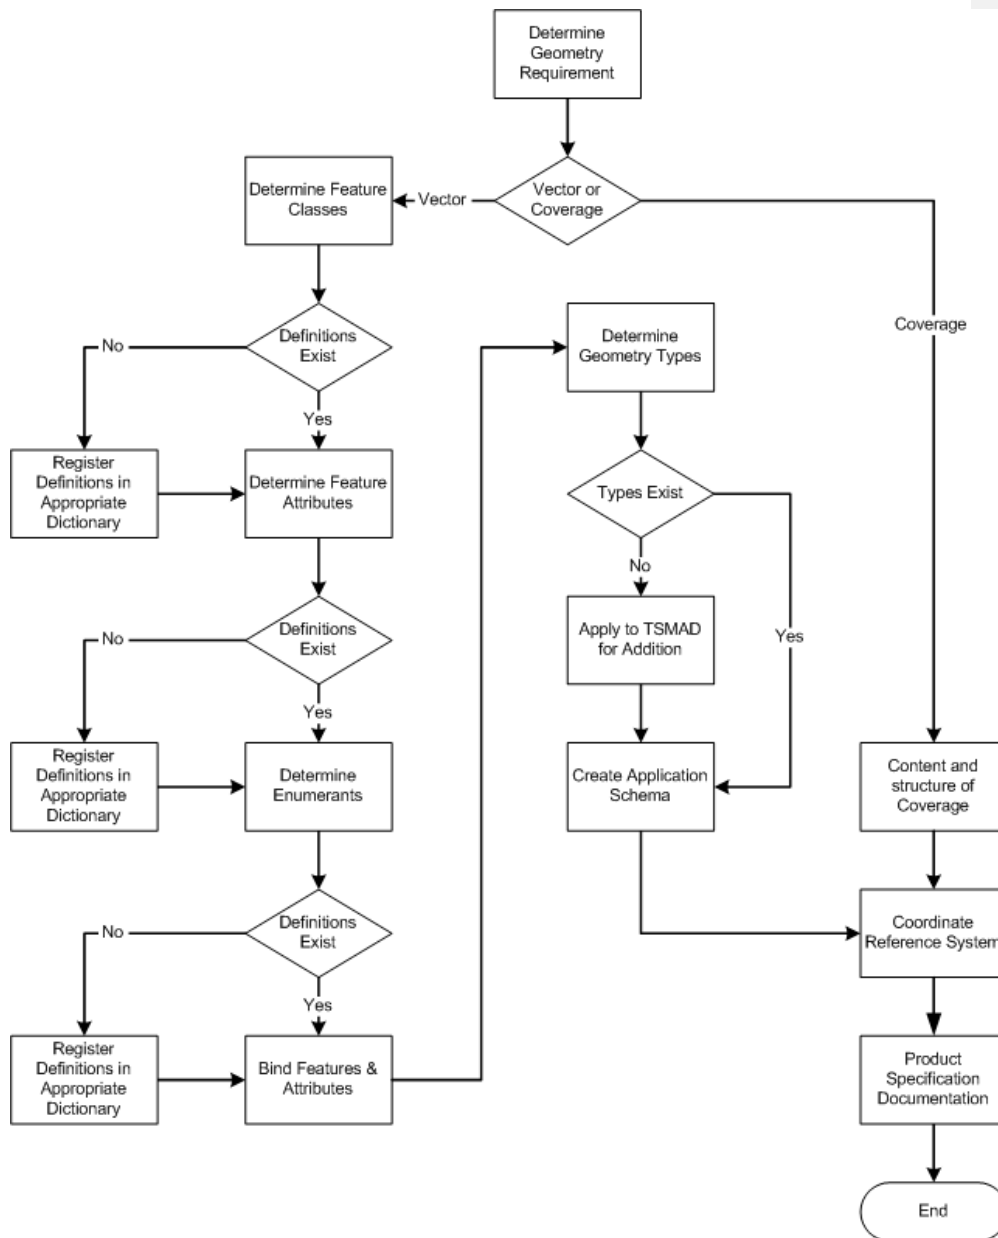 Determine
Geometry
Requirement
Vector or
Coverage
Vector
Determine Feature
Classes
Coverage
Definitions
Exist
No
Yes
Register
Definitions in
Appropriate
Dictionary
Determine Feature
Attributes
Definitions
Exist
No
Yes
Register
Definitions in
Appropriate
Dictionary
Determine
Enumerants
Definitions
Exist
No
Yes
Register
Definitions in
Appropriate
Dictionary
Bind Features &
Attributes
Determine
Geometry Types
Types Exist
No
Yes
Apply to TSMAD
for Addition
Create Application
Schema
Content and
structure of
Coverage
Coordinate
Reference System
Product
Specification
Documentation
End